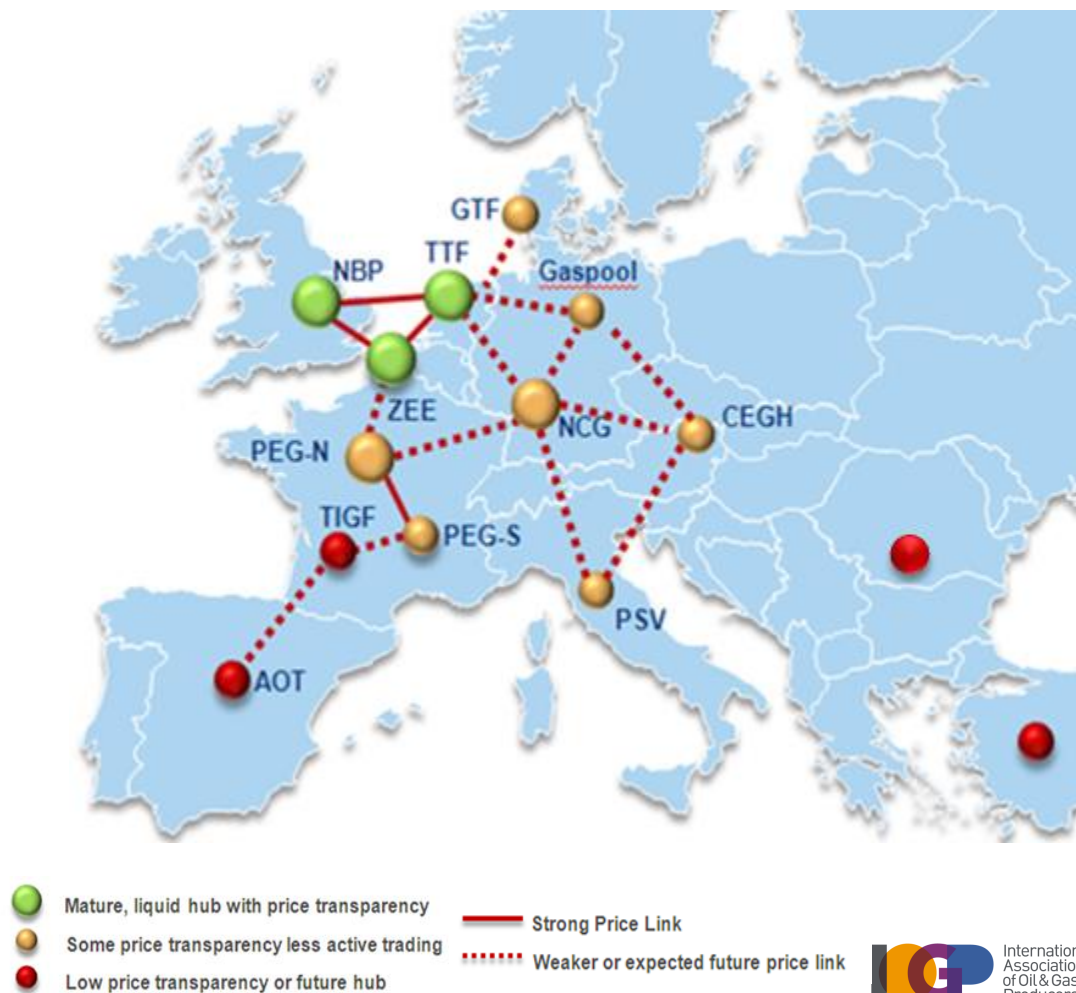 GTF
TTF
NBP
Gaspool
ZEE
NCG
CEGH
PEG-N
TIGF
PEG-S
PSV
AOT
Mature, liquid hub with price transparency
Some price transparency less active trading
Low price transparency or future hub
Strong Price Link
Weaker or expected future price link
IOGP
Internation
Association
of Oil & Gas